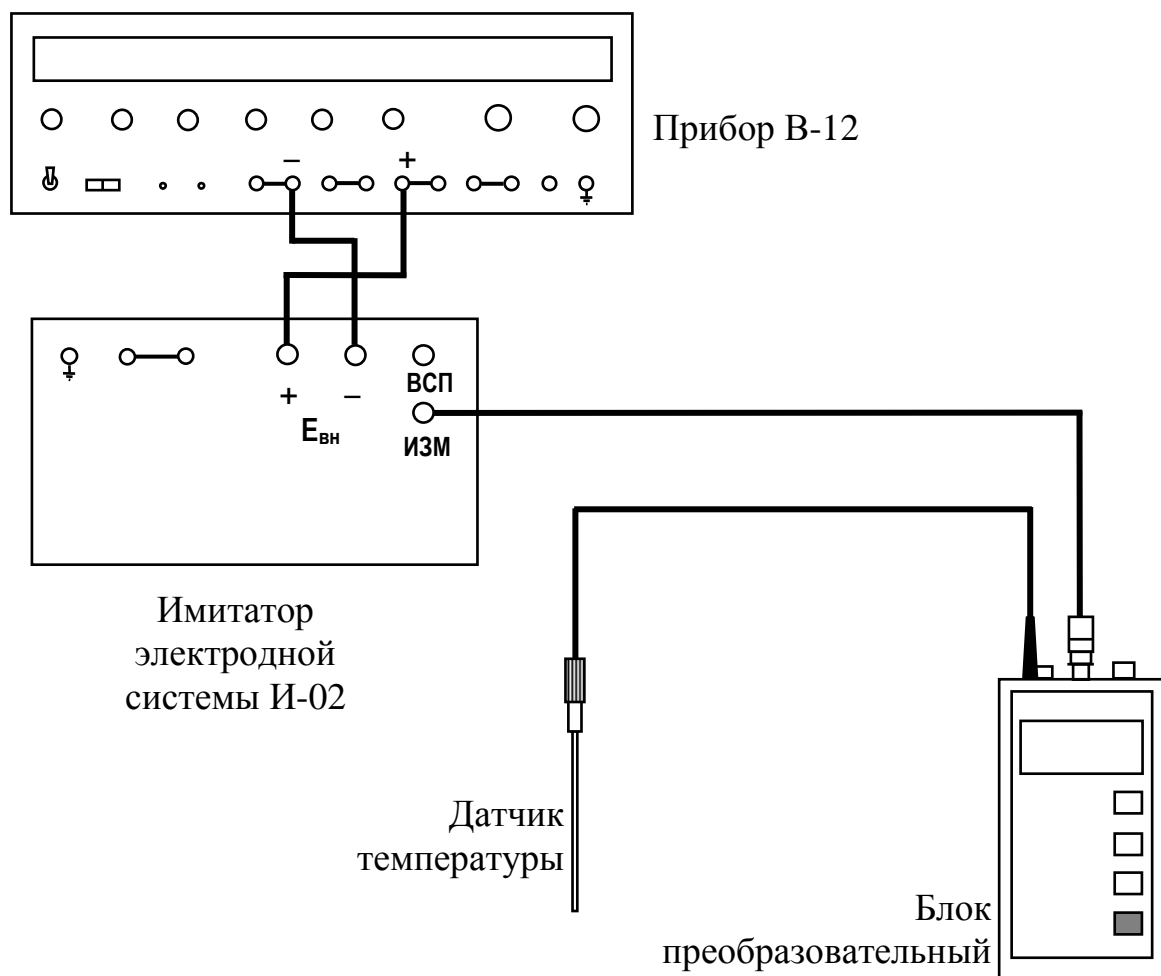 Прибор В-12
– +
ВСП
+ –
Eвн
ИЗМ
Имитатор
электродной
системы И-02
Датчик
температуры
Блок
преобразовательный